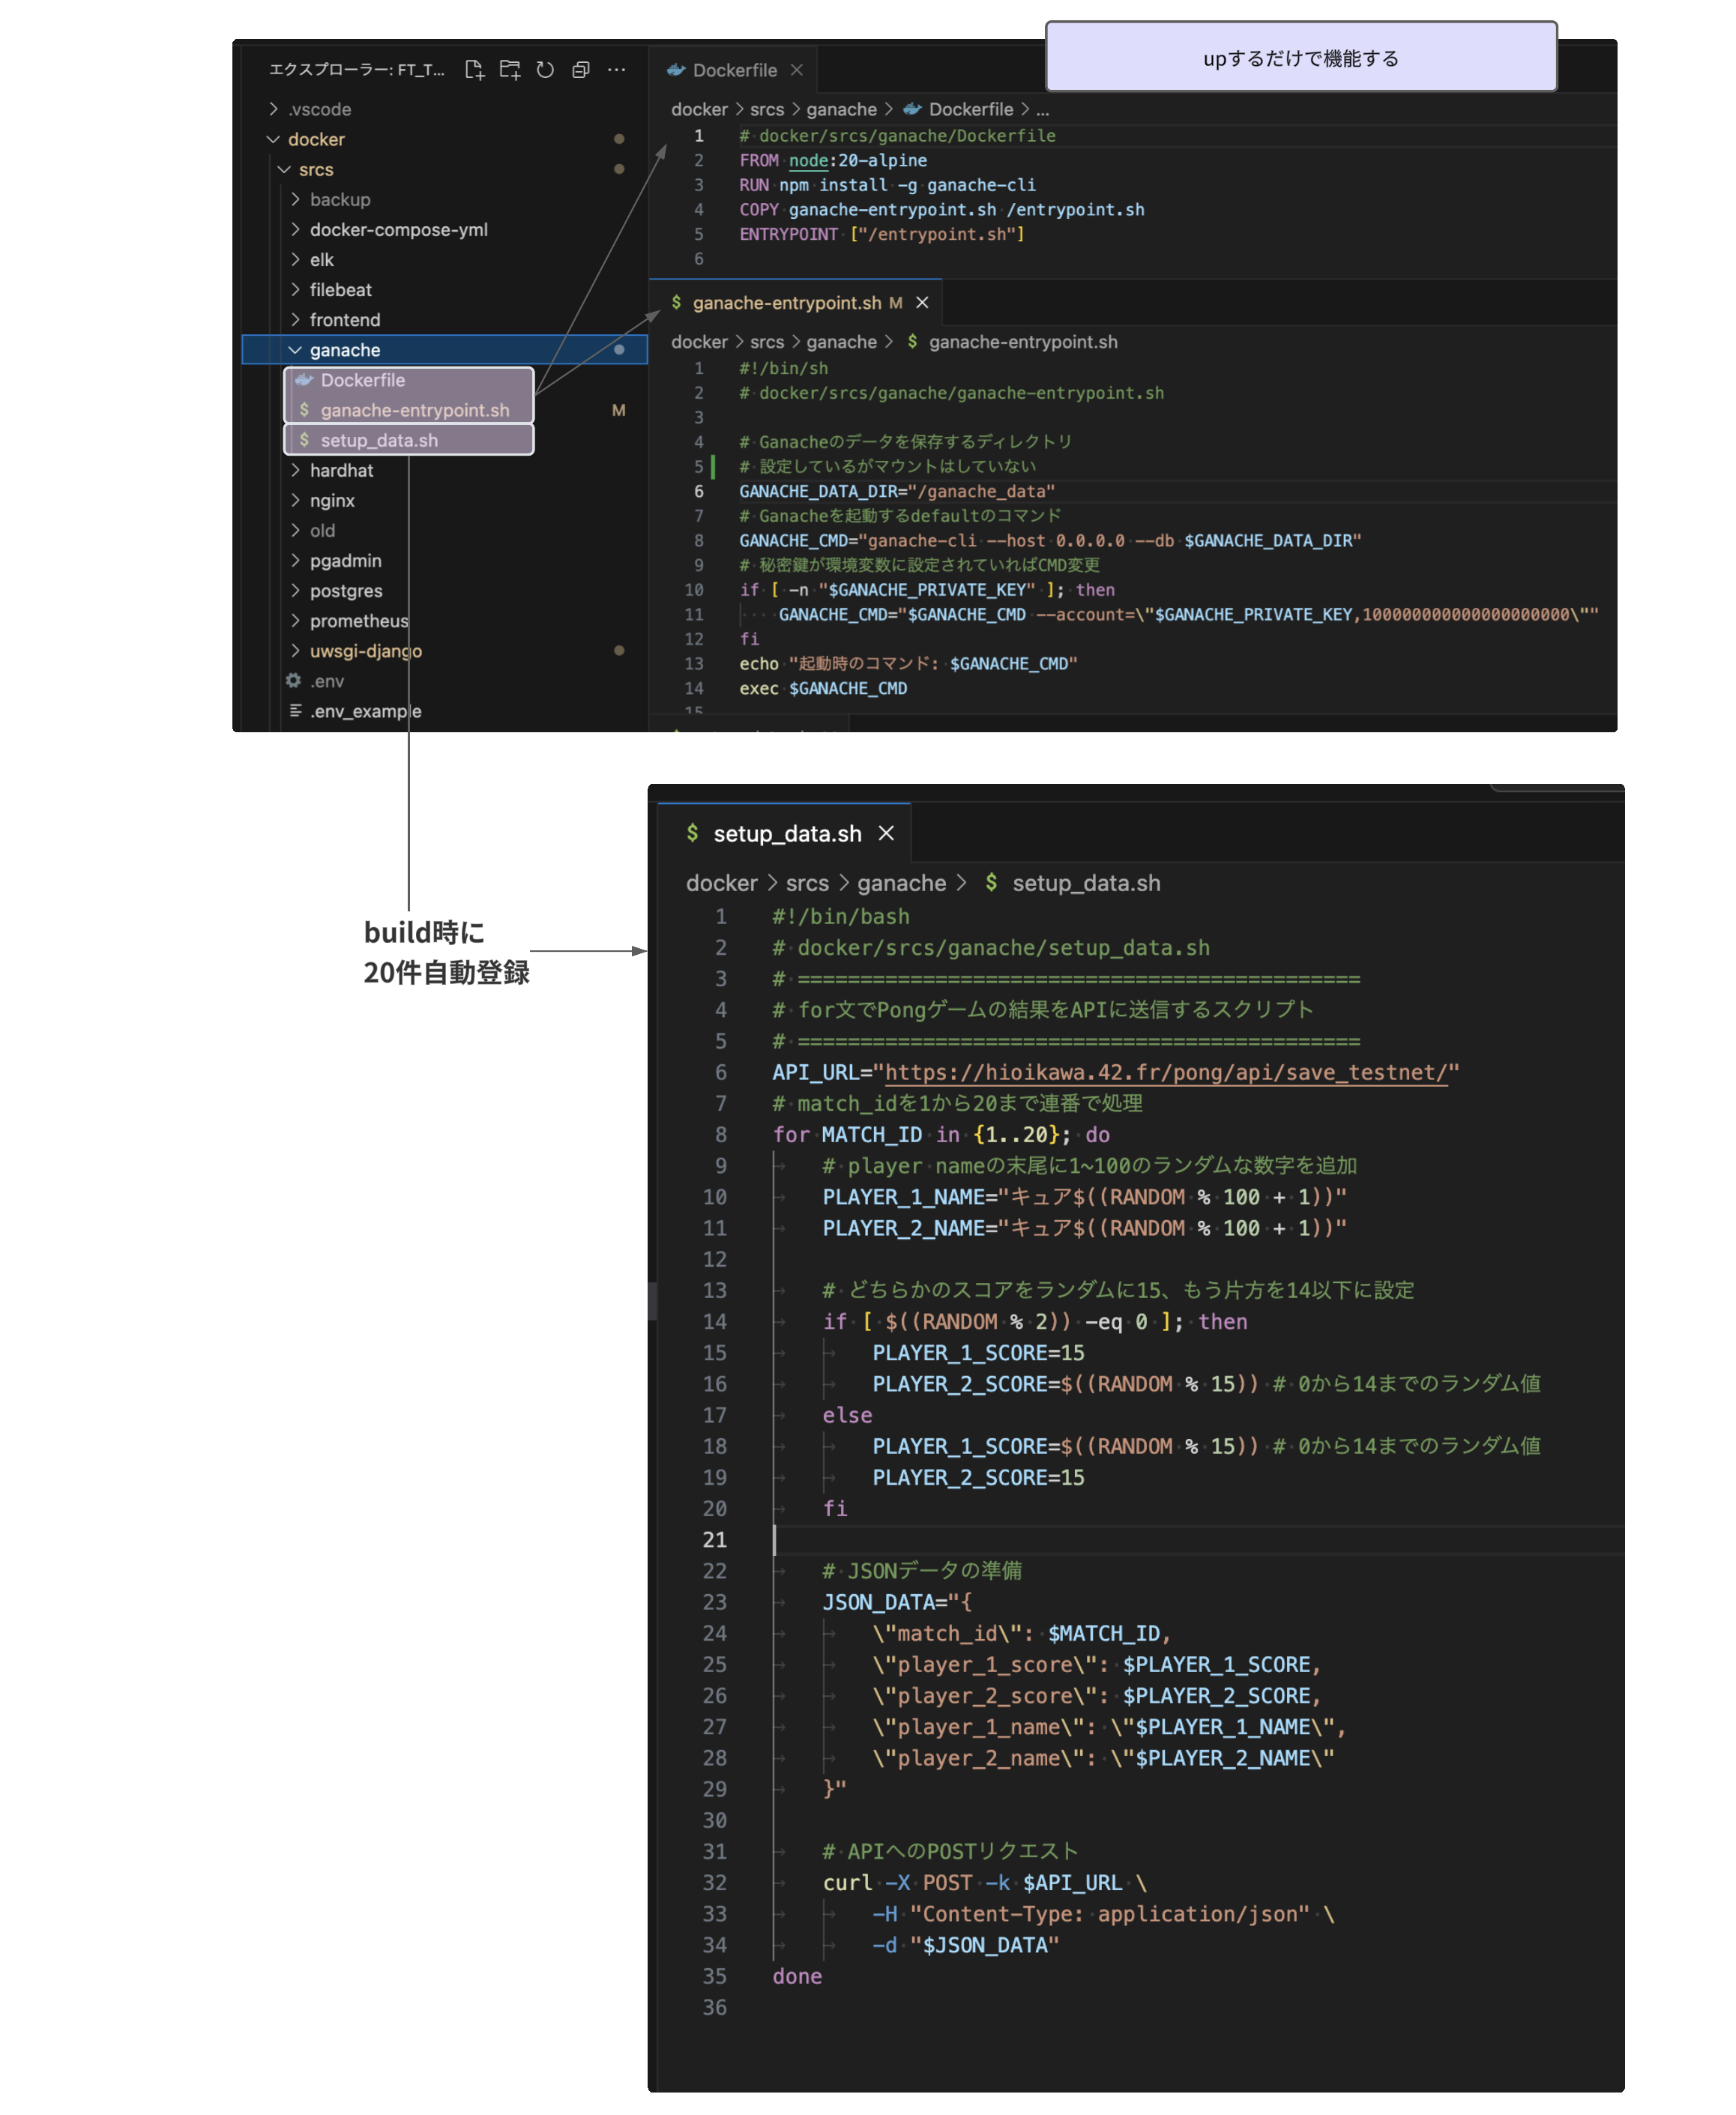 upするだけで機能する
エクスプローラー: FT_T...
.vscode
docker
srcs
backup
docker-compose-yml
elk
filebeat
frontend
ganache
Dockerfile
ganache-entrypoint.sh M
setup_data.sh
hardhat
nginx
old
pgadmin
postgres
prometheus
uwsgi-django
.env
.env_example
Dockerfile
docker > srcs > ganache > Dockerfile > ...
1 # docker/srcs/ganache/Dockerfile
2 FROM node:20-alpine
3 RUN npm install -g ganache-cli
4 COPY ganache-entrypoint.sh /entrypoint.sh
5 ENTRYPOINT ["/entrypoint.sh"]
6
$ ganache-entrypoint.sh M
docker > srcs > ganache > $ ganache-entrypoint.sh
1 #!/bin/sh
2 # docker/srcs/ganache/ganache-entrypoint.sh
3
4 # Ganacheのデータを保存するディレクトリ
5 # 設定しているがマウントはしていない
6 GANACHE_DATA_DIR="/ganache_data"
7 # Ganacheを起動するdefaultのコマンド
8 GANACHE_CMD="ganache-cli --host 0.0.0.0 --db $GANACHE_DATA_DIR"
9 # 秘密鍵が環境変数に設定されていればCMD変更
10 if [ -n "$GANACHE_PRIVATE_KEY" ]; then
11 GANACHE_CMD="$GANACHE_CMD --account=\"$GANACHE_PRIVATE_KEY,100000000000000000000\""
12 fi
13 echo "起動時のコマンド: $GANACHE_CMD"
14 exec $GANACHE_CMD
15
build時に
20件自動登録
$ setup_data.sh
docker > srcs > ganache > $ setup_data.sh
1 #!/bin/bash
2 # docker/srcs/ganache/setup_data.sh
3 # =============================================
4 # for文でPongゲームの結果をAPIに送信するスクリプト
5 # =============================================
6 API_URL="https://hioikawa.42.fr/pong/api/save_testnet/"
7 # match_idを1から20まで連番で処理
8 for MATCH_ID in {1..20}; do
9 # player nameの末尾に1~100のランダムな数字を追加
10 PLAYER_1_NAME="キュア$((RANDOM % 100 + 1))"
11 PLAYER_2_NAME="キュア$((RANDOM % 100 + 1))"
12
13 # どちらかのスコアをランダムに15、もう片方を14以下に設定
14 if [ $((RANDOM % 2)) -eq 0 ]; then
15 PLAYER_1_SCORE=15
16 PLAYER_2_SCORE=$((RANDOM % 15)) # 0から14までのランダム値
17 else
18 PLAYER_1_SCORE=$((RANDOM % 15)) # 0から14までのランダム値
19 PLAYER_2_SCORE=15
20 fi
21
22 # JSONデータの準備
23 JSON_DATA="{
24 \"match_id\": $MATCH_ID,
25 \"player_1_score\": $PLAYER_1_SCORE,
26 \"player_2_score\": $PLAYER_2_SCORE,
27 \"player_1_name\": \"$PLAYER_1_NAME\",
28 \"player_2_name\": \"$PLAYER_2_NAME\"
29 }"
30
31 # APIへのPOSTリクエスト
32 curl -X POST -k $API_URL \
33 -H "Content-Type: application/json" \
34 -d "$JSON_DATA"
35 done
36